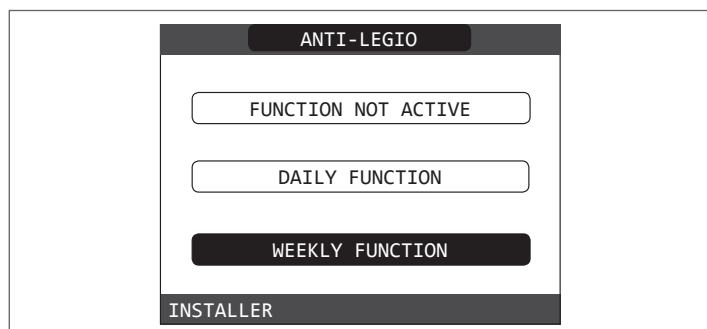 ANTI-LEGIO
FUNCTION NOT ACTIVE
DAILY FUNCTION
WEEKLY FUNCTION
INSTALLER